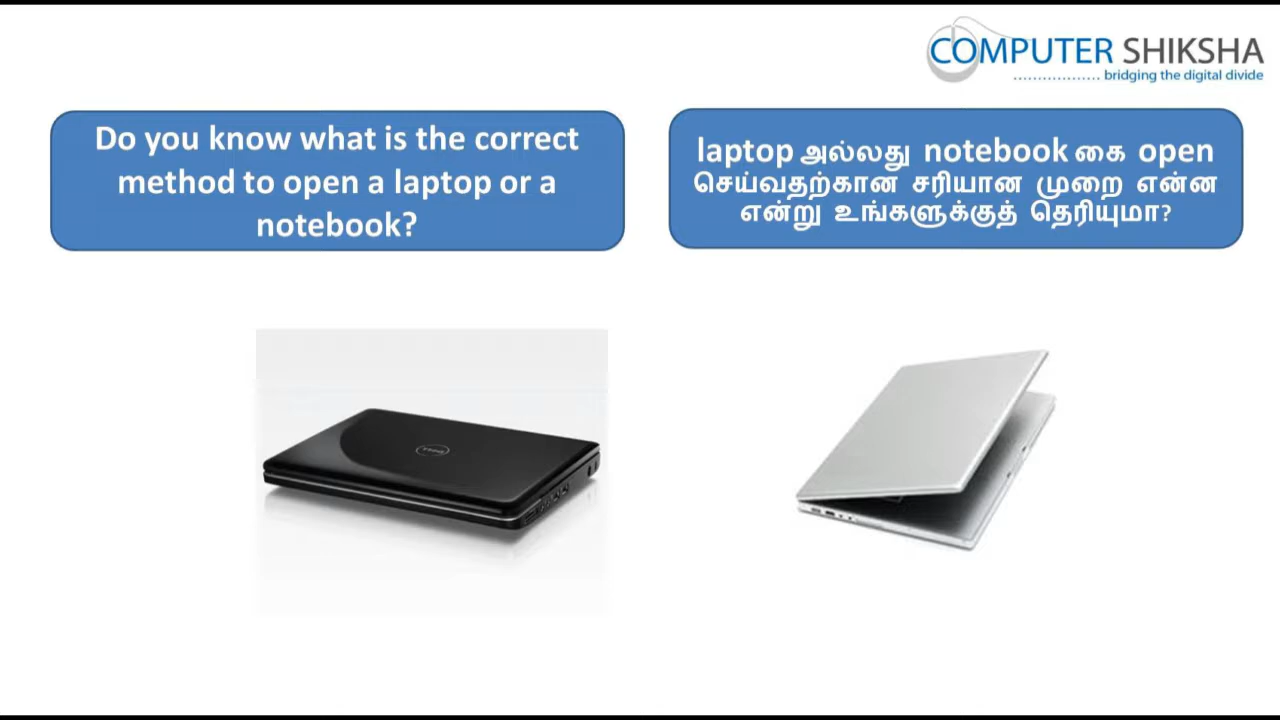 COMPUTER SHIKSHA
.................. bridging the digital divide
Do you know what is the correct
method to open a laptop or a
notebook?
laptop அல்லது notebook கை open
செய்வதற்கான சரியான முறை என்ன
என்று உங்களுக்குத் தெரியுமா?
DELL